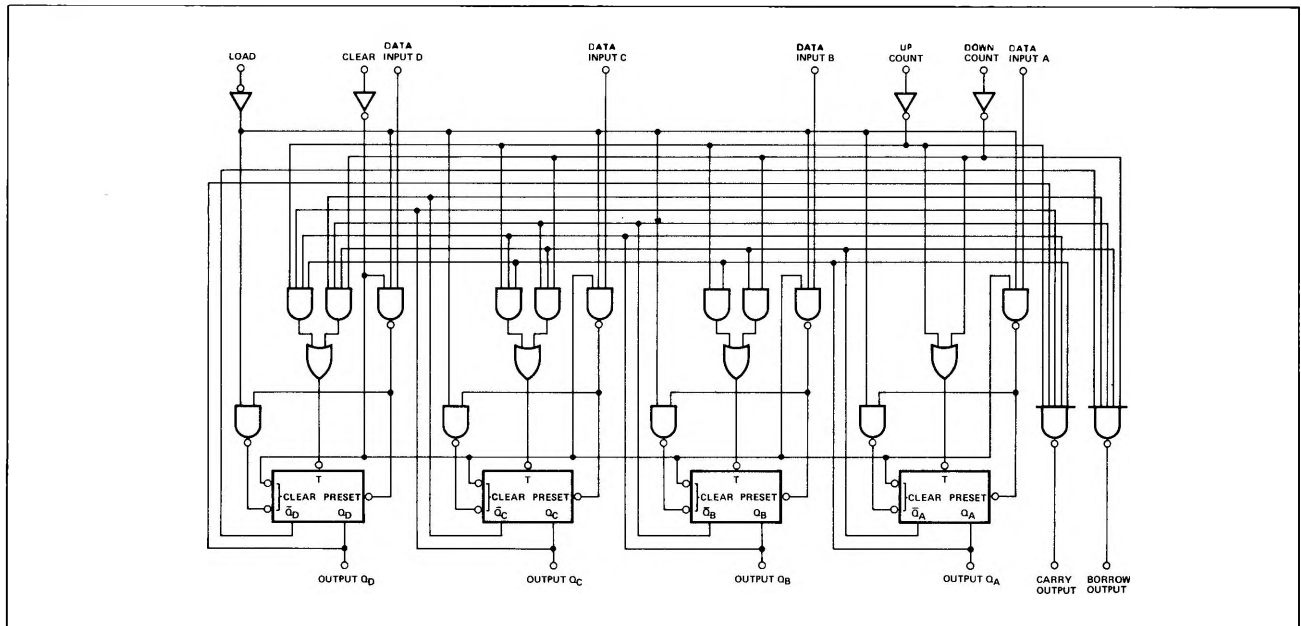 LOAD
CLEAR
DATA
INPUT D
DATA
INPUT C
DATA
INPUT B
UP
COUNT
DOWN
COUNT
DATA
INPUT A
T
CLEAR PRESET
Q̄D QD
T
CLEAR PRESET
Q̄C QC
T
CLEAR PRESET
Q̄B QB
T
CLEAR PRESET
Q̄A QA
OUTPUT QD
OUTPUT QC
OUTPUT QB
OUTPUT QA
CARRY
OUTPUT
BORROW
OUTPUT